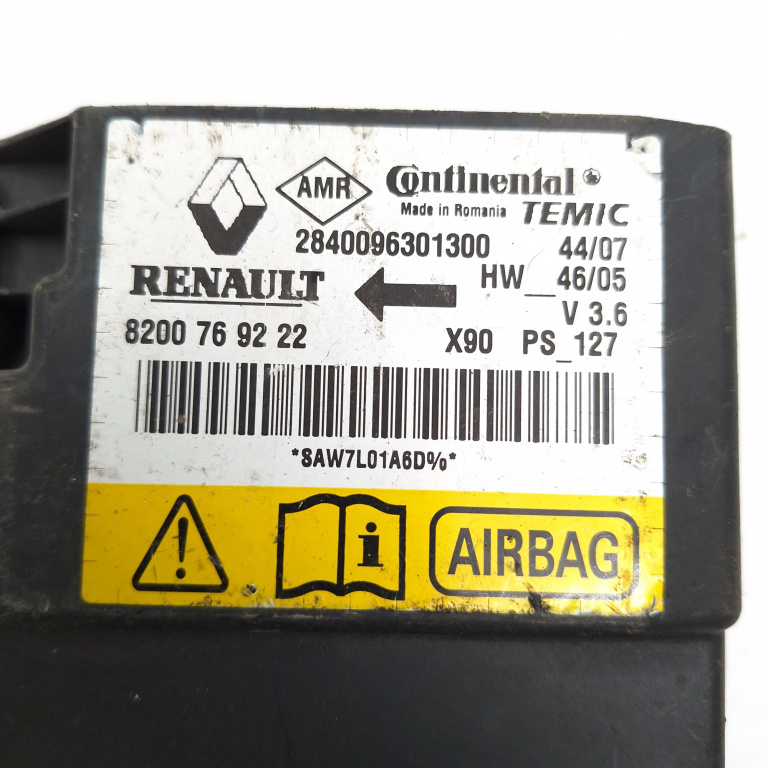 AMR Continental
Made in Romania TEMIC
2840096301300 44/07
RENAULT HW__46/05
V 3.6
8200 76 92 22 X90 PS_127
*SAW7L01A6D%*
i AIRBAG